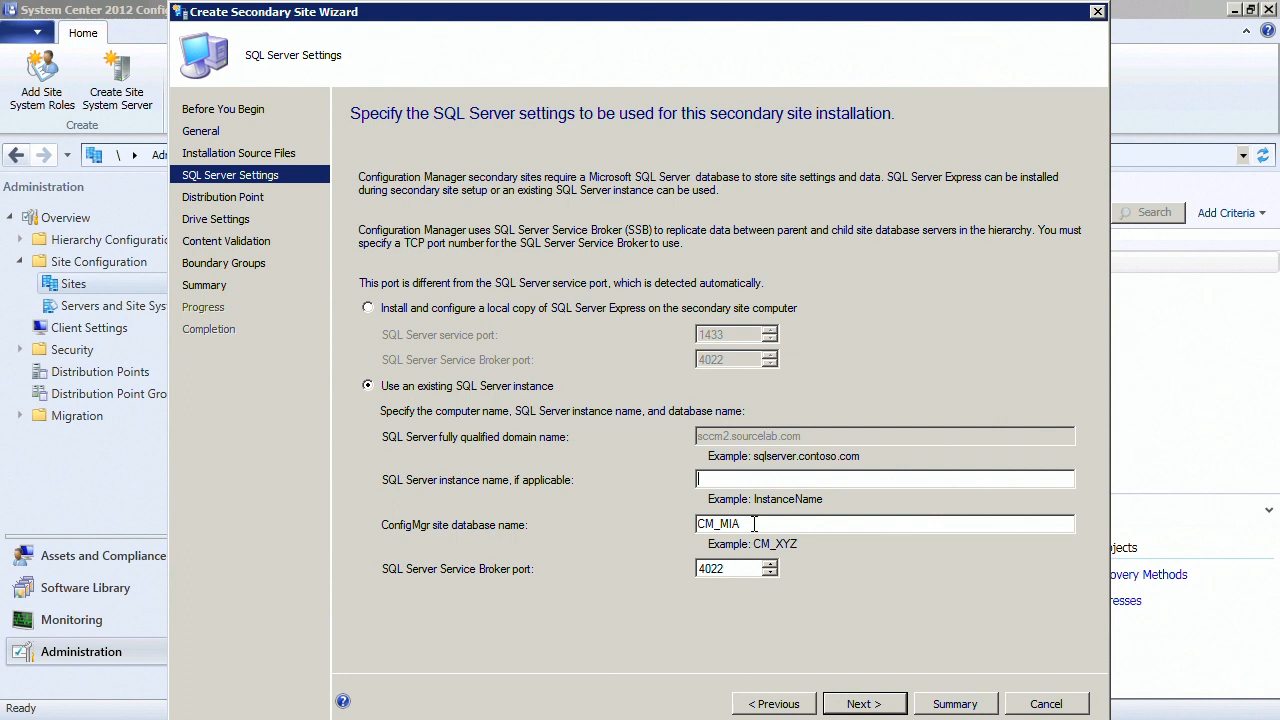 System Center 2012 Confi
Create Secondary Site Wizard
Home
SQL Server Settings
Add Site
System Roles
Create Site
System Server
Create
\
Search
Add Criteria
Administration
Overview
Hierarchy Configuratio
Site Configuration
Sites
Servers and Site Sys
Client Settings
Security
Distribution Points
Distribution Point Gro
Migration
Assets and Compliance
Software Library
Monitoring
Administration
Ready
Before You Begin
General
Installation Source Files
SQL Server Settings
Distribution Point
Drive Settings
Content Validation
Boundary Groups
Summary
Progress
Completion
Specify the SQL Server settings to be used for this secondary site installation.
Configuration Manager secondary sites require a Microsoft SQL Server database to store site settings and data. SQL Server Express can be installed
during secondary site setup or an existing SQL Server instance can be used.
Configuration Manager uses SQL Server Service Broker (SSB) to replicate data between parent and child site database servers in the hierarchy. You must
specify a TCP port number for the SQL Server Service Broker to use.
This port is different from the SQL Server service port, which is detected automatically.
Install and configure a local copy of SQL Server Express on the secondary site computer
SQL Server service port: 1433
SQL Server Service Broker port: 4022
Use an existing SQL Server instance
Specify the computer name, SQL Server instance name, and database name:
SQL Server fully qualified domain name: sccm2.sourcelab.com
Example: sqlserver.contoso.com
SQL Server instance name, if applicable:
Example: InstanceName
ConfigMgr site database name: CM_MIA
Example: CM_XYZ
SQL Server Service Broker port: 4022
< Previous
Next >
Summary
Cancel
ojects
overy Methods
resses